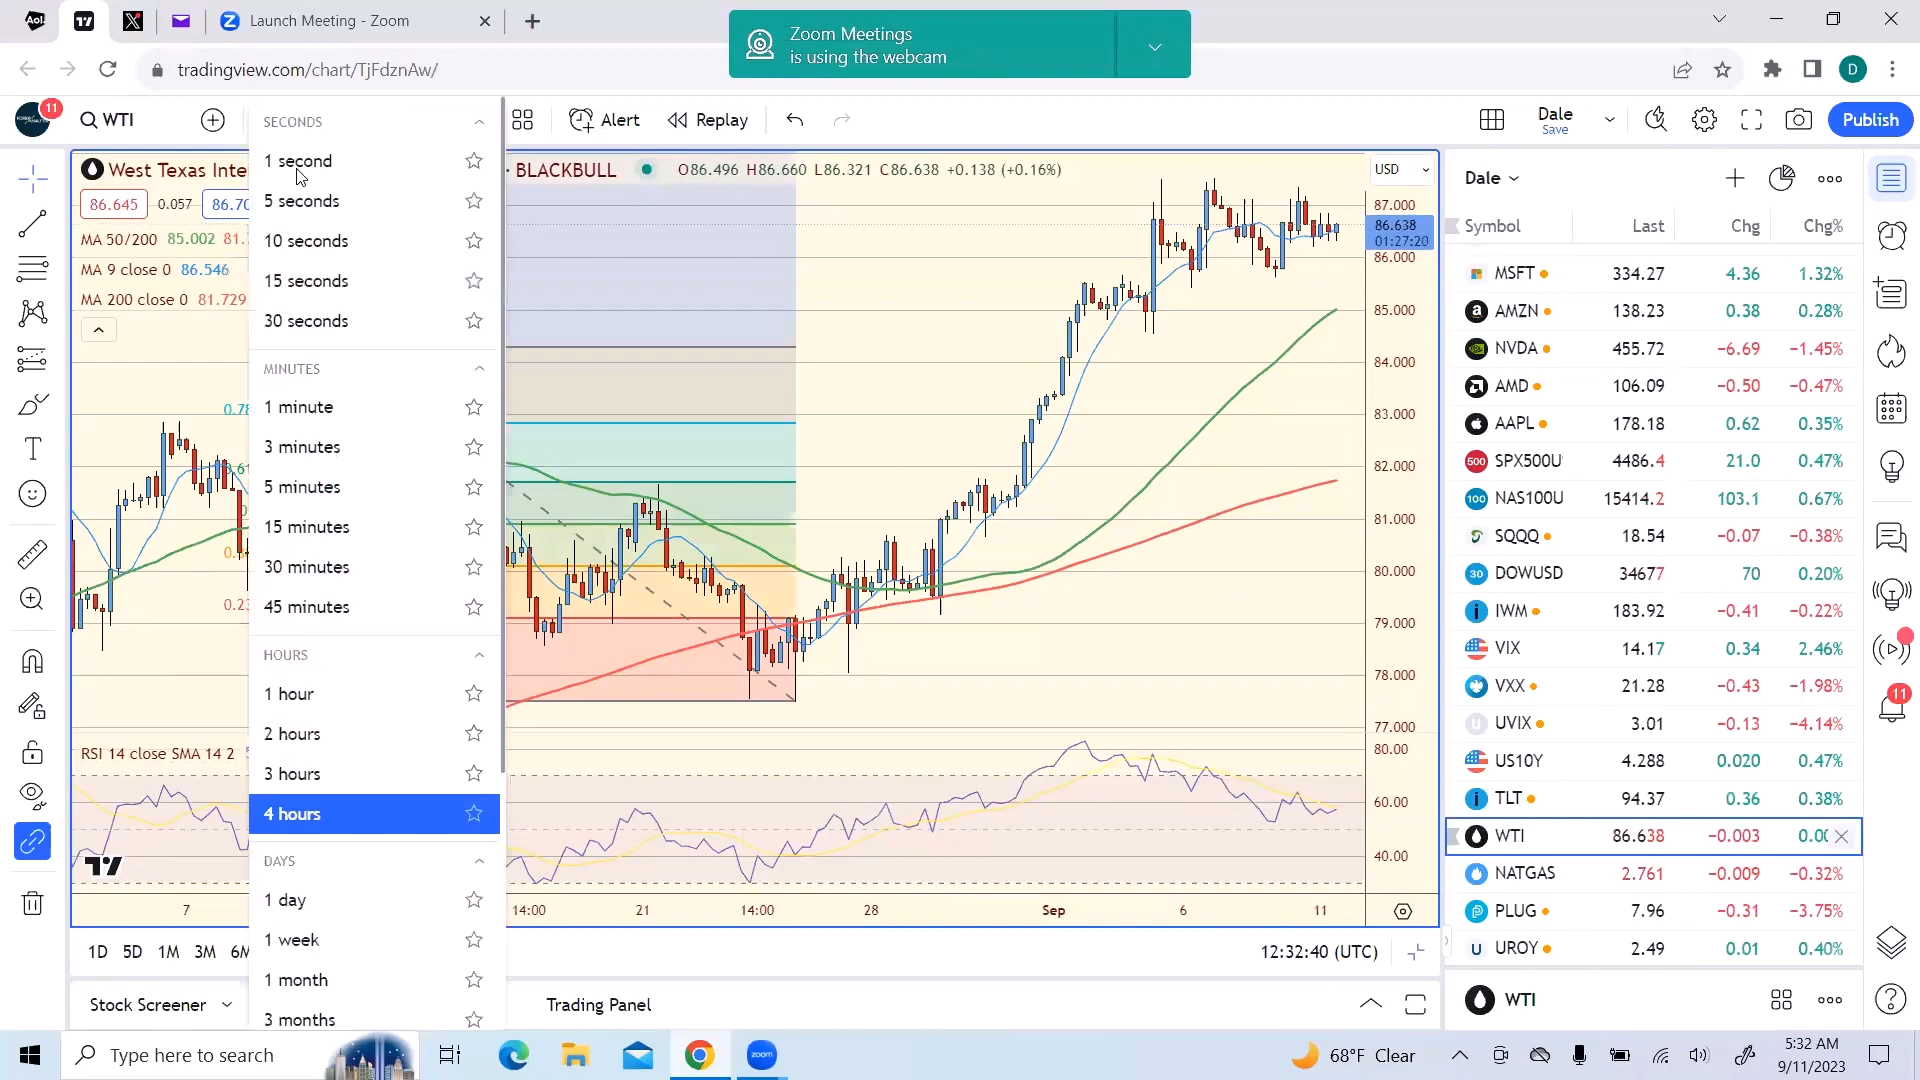 Aol.
Launch Meeting - Zoom
Zoom Meetings
is using the webcam
tradingview.com/chart/TjFdznAw/
D
11
WTI
Alert
Replay
Dale
Save
Publish
West Texas Inte
BLACKBULL
O86.496 H86.660 L86.321 C86.638 +0.138 (+0.16%)
86.645
0.057
86.70
MA 50/200 85.002 81.7
MA 9 close 0 86.546
MA 200 close 0 81.729
RSI 14 close SMA 14 2
SECONDS
1 second
5 seconds
10 seconds
15 seconds
30 seconds
MINUTES
1 minute
3 minutes
5 minutes
15 minutes
30 minutes
45 minutes
HOURS
1 hour
2 hours
3 hours
4 hours
DAYS
1 day
1 week
1 month
3 months
USD
87.000
86.638
01:27:20
86.000
85.000
84.000
83.000
82.000
81.000
80.000
79.000
78.000
77.000
80.00
60.00
40.00
7
14:00
21
14:00
28
Sep
6
11
1D 5D 1M 3M 6M
12:32:40 (UTC)
Stock Screener
Trading Panel
Dale
Symbol Last Chg Chg%
MSFT 334.27 4.36 1.32%
AMZN 138.23 0.38 0.28%
NVDA 455.72 −6.69 −1.45%
AMD 106.09 −0.50 −0.47%
AAPL 178.18 0.62 0.35%
SPX500U 4486.4 21.0 0.47%
NAS100U 15414.2 103.1 0.67%
SQQQ 18.54 −0.07 −0.38%
DOWUSD 34677 70 0.20%
IWM 183.92 −0.41 −0.22%
VIX 14.17 0.34 2.46%
VXX 21.28 −0.43 −1.98%
UVIX 3.01 −0.13 −4.14%
US10Y 4.288 0.020 0.47%
TLT 94.37 0.36 0.38%
WTI 86.638 −0.003 0.00
NATGAS 2.761 −0.009 −0.32%
PLUG 7.96 −0.31 −3.75%
UROY 2.49 0.01 0.40%
WTI
11
Type here to search
zoom
68°F Clear
5:32 AM
9/11/2023